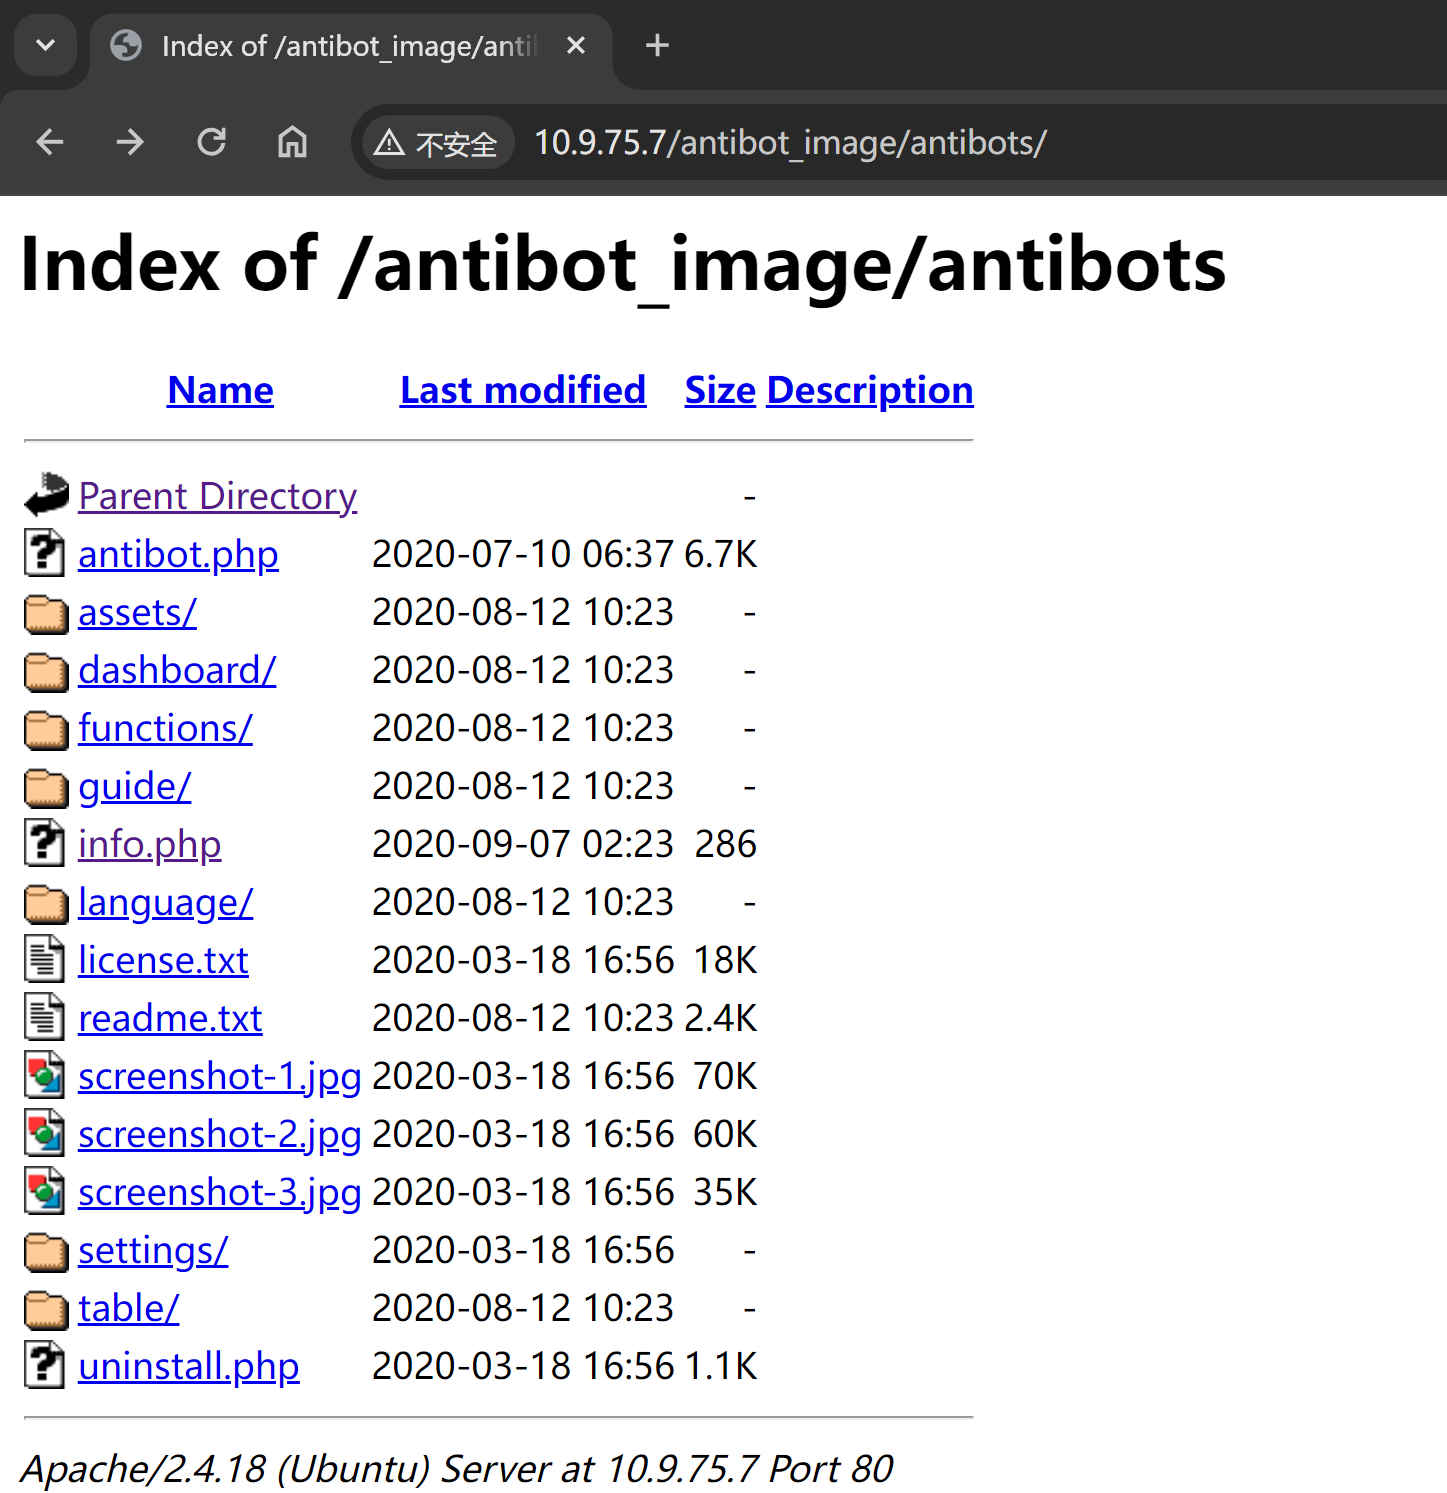 Index of /antibot_image/anti
不安全 10.9.75.7/antibot_image/antibots/
Index of /antibot_image/antibots
Name Last modified Size Description
Parent Directory -
antibot.php 2020-07-10 06:37 6.7K
assets/ 2020-08-12 10:23 -
dashboard/ 2020-08-12 10:23 -
functions/ 2020-08-12 10:23 -
guide/ 2020-08-12 10:23 -
info.php 2020-09-07 02:23 286
language/ 2020-08-12 10:23 -
license.txt 2020-03-18 16:56 18K
readme.txt 2020-08-12 10:23 2.4K
screenshot-1.jpg 2020-03-18 16:56 70K
screenshot-2.jpg 2020-03-18 16:56 60K
screenshot-3.jpg 2020-03-18 16:56 35K
settings/ 2020-03-18 16:56 -
table/ 2020-08-12 10:23 -
uninstall.php 2020-03-18 16:56 1.1K
Apache/2.4.18 (Ubuntu) Server at 10.9.75.7 Port 80